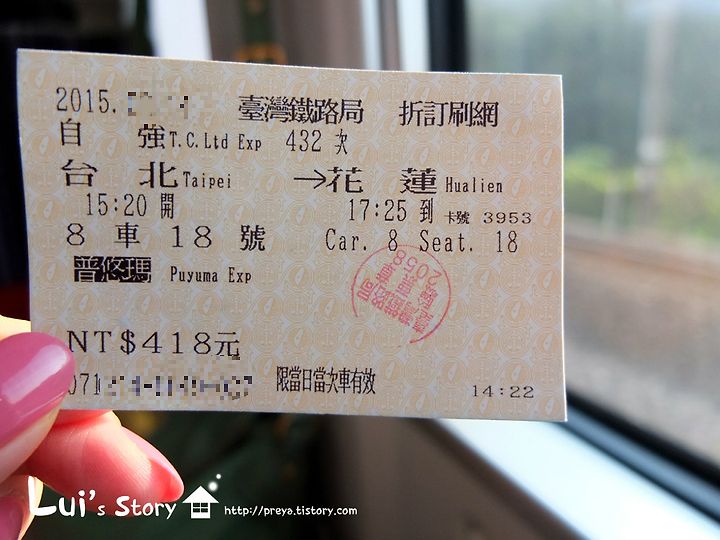 2015.
臺灣鐵路局 折訂刷網
自 強 T.C.Ltd Exp 432 次
台 北 Taipei → 花 蓮 Hualien
15:20 開 17:25 到 卡號 3953
8 車 18 號 Car. 8 Seat. 18
普悠瑪 Puyuma Exp
NT$418元
071
限當日當次車有效 14:22
Lui's Story http://preya.tistory.com